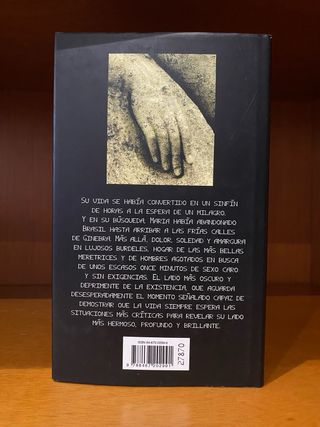 SU VIDA SE HABÍA CONVERTIDO EN UN SINFÍN
DE HORAS A LA ESPERA DE UN MILAGRO.
Y EN SU BÚSQUEDA, MARIA HABÍA ABANDONADO
BRASIL HASTA ARRIBAR A LAS FRÍAS CALLES
DE GINEBRA. MÁS ALLÁ, DOLOR, SOLEDAD Y AMARGURA
EN LUJOSOS BURDELES, HOGAR DE LAS MÁS BELLAS
MERETRICES Y DE HOMBRES AGOTADOS EN BUSCA
DE UNOS ESCASOS ONCE MINUTOS DE SEXO CARO
Y SIN EXIGENCIAS. EL LADO MÁS OSCURO Y
DEPRIMENTE DE LA EXISTENCIA, QUE AGUARDA
DESESPERADAMENTE EL MOMENTO SEÑALADO CAPAZ DE
DEMOSTRAR QUE LA VIDA SIEMPRE ESPERA LAS
SITUACIONES MÁS CRÍTICAS PARA REVELAR SU LADO
MÁS HERMOSO, PROFUNDO Y BRILLANTE.
27870